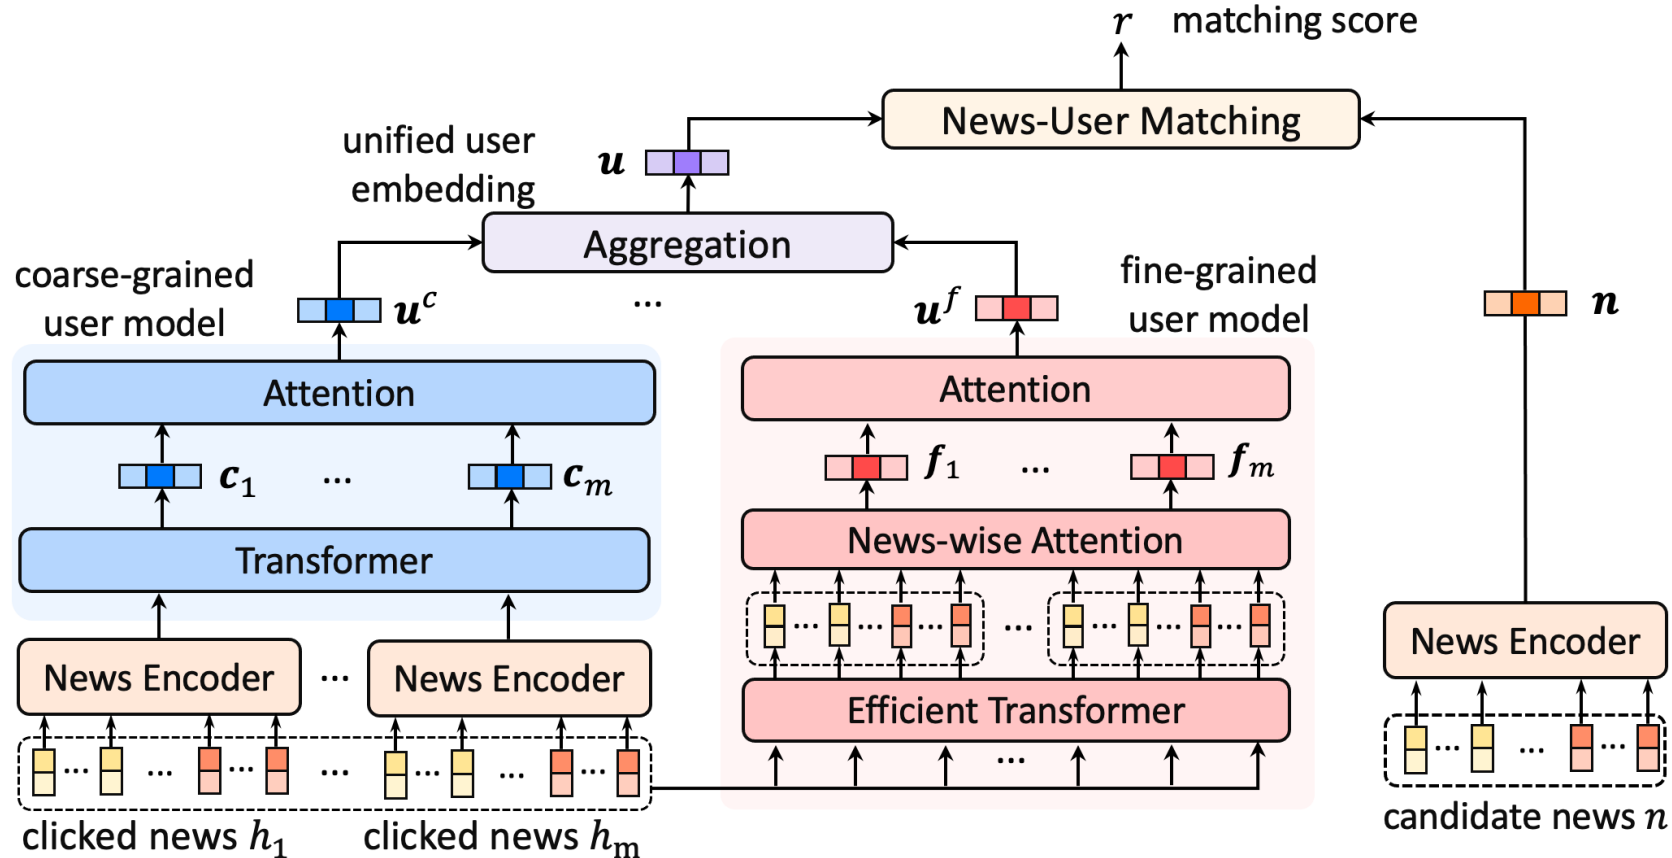 r matching score
News-User Matching
unified user
embedding
u
Aggregation
coarse-grained
user model
u^c
...
u^f
fine-grained
user model
n
Attention
Attention
c_1 ... c_m
f_1 ... f_m
Transformer
News-wise Attention
... ... ... ... ... ... ...
News Encoder ... News Encoder
Efficient Transformer
News Encoder
... ... ... ... ... ... ...
...
... ... ...
clicked news h_1 clicked news h_m
candidate news n